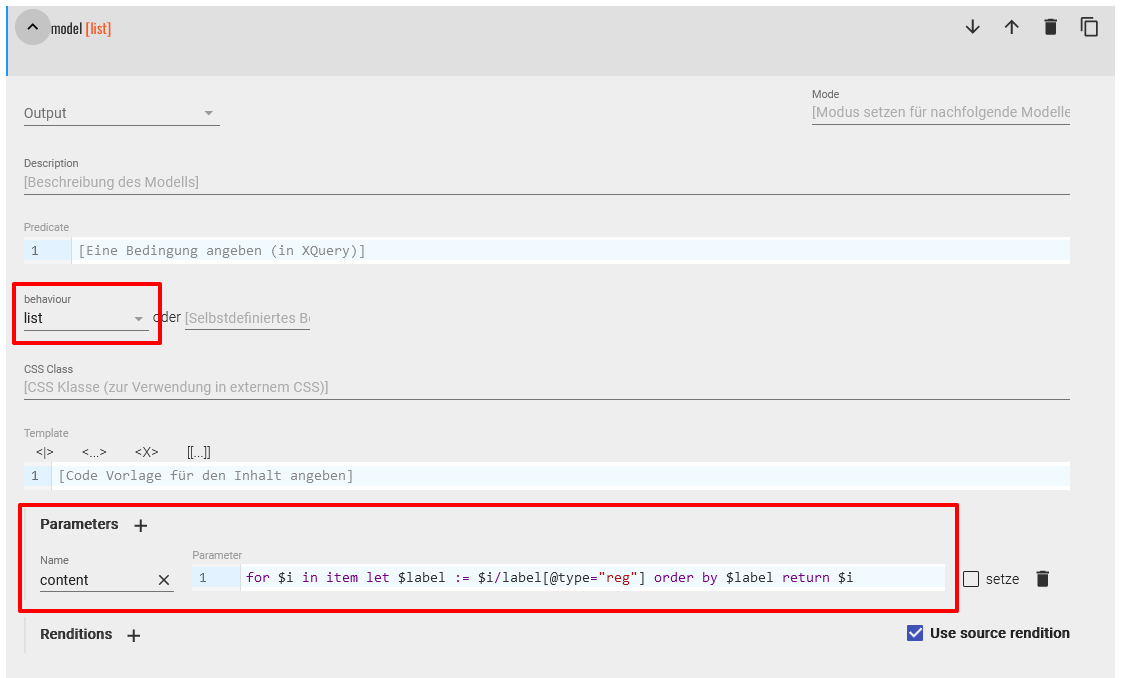 model [list]
Mode
Output
[Modus setzen für nachfolgende Modelle
Description
[Beschreibung des Modells]
Predicate
1 [Eine Bedingung angeben (in XQuery)]
behaviour
list oder [Selbstdefiniertes Be
CSS Class
[CSS Klasse (zur Verwendung in externem CSS)]
Template
<|> <...> <X> [[...]]
1 [Code Vorlage für den Inhalt angeben]
Parameters +
Name Parameter
content 1 for $i in item let $label := $i/label[@type="reg"] order by $label return $i setze
Renditions + Use source rendition